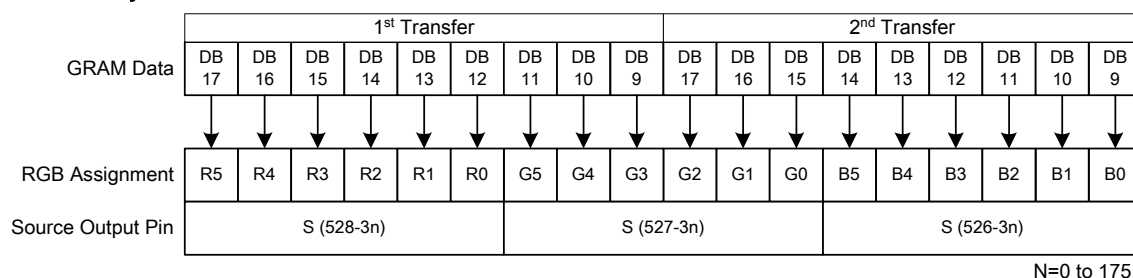 1st Transfer 2nd Transfer
GRAM Data DB 17 DB 16 DB 15 DB 14 DB 13 DB 12 DB 11 DB 10 DB 9 DB 17 DB 16 DB 15 DB 14 DB 13 DB 12 DB 11 DB 10 DB 9
RGB Assignment R5 R4 R3 R2 R1 R0 G5 G4 G3 G2 G1 G0 B5 B4 B3 B2 B1 B0
Source Output Pin S (528-3n) S (527-3n) S (526-3n)
N=0 to 175